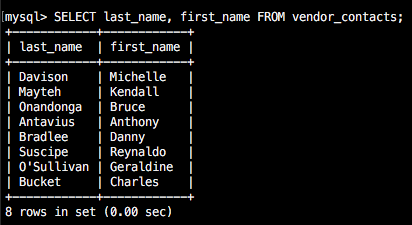 mysql> SELECT last_name, first_name FROM vendor_contacts;
+------------+------------+
| last_name  | first_name |
+------------+------------+
| Davison    | Michelle   |
| Mayteh     | Kendall    |
| Onandonga  | Bruce      |
| Antavius   | Anthony    |
| Bradlee    | Danny      |
| Suscipe    | Reynaldo   |
| O'Sullivan | Geraldine  |
| Bucket     | Charles    |
+------------+------------+
8 rows in set (0.00 sec)